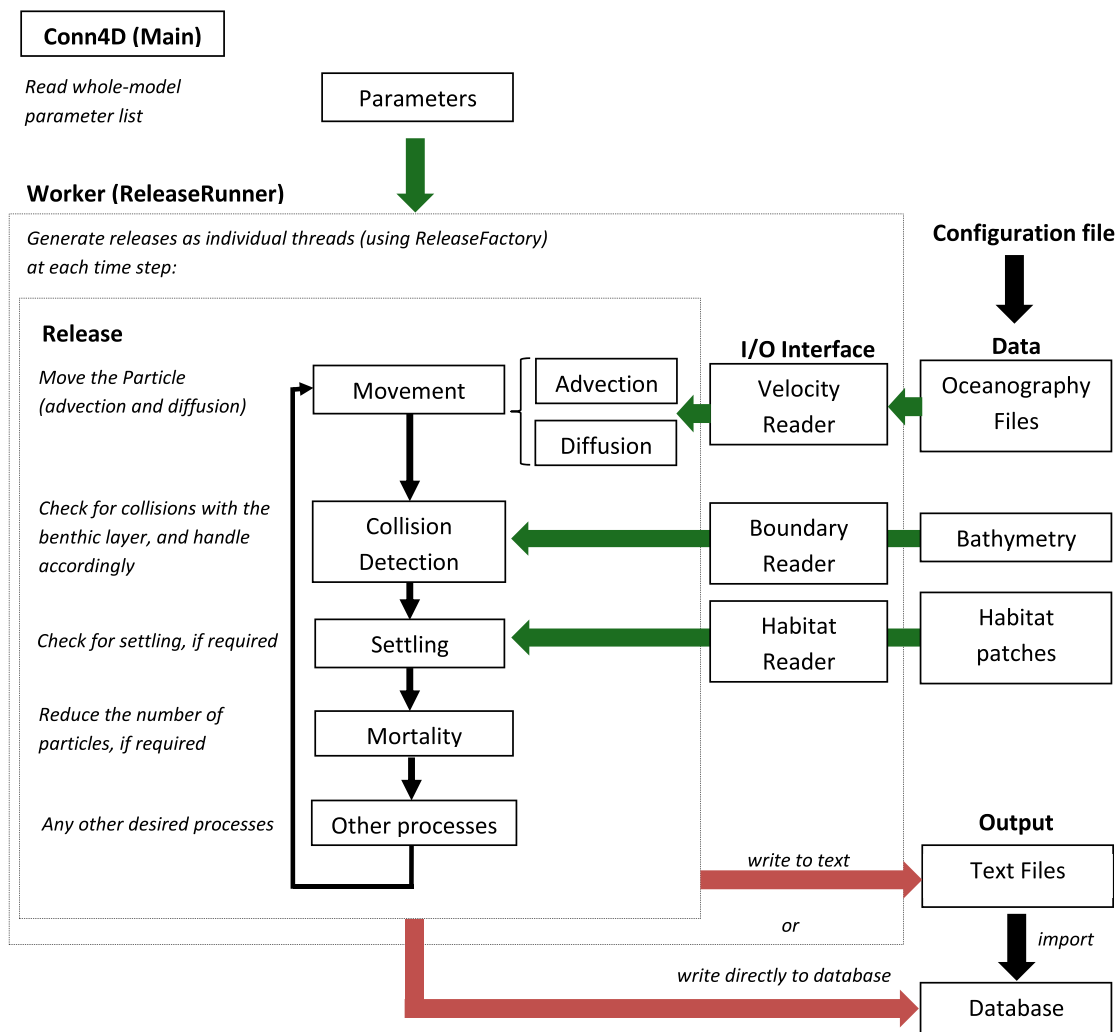 Conn4D (Main)
Read whole-model
parameter list
Parameters
Worker (ReleaseRunner)
Generate releases as individual threads (using ReleaseFactory)
at each time step:
Configuration file
Release
I/O Interface
Data
Move the Particle
(advection and diffusion)
Movement
Advection
Diffusion
Velocity
Reader
Oceanography
Files
Check for collisions with the
benthic layer, and handle
accordingly
Collision
Detection
Boundary
Reader
Bathymetry
Check for settling, if required
Settling
Habitat
Reader
Habitat
patches
Reduce the number of
particles, if required
Mortality
Any other desired processes
Other processes
Output
write to text
Text Files
or
import
write directly to database
Database